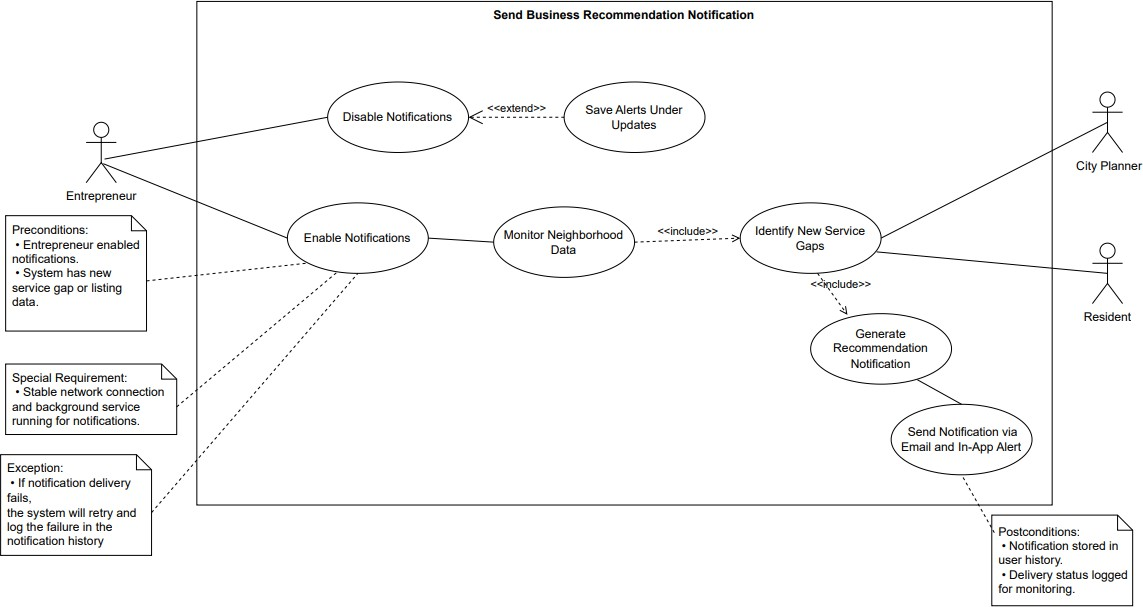 Send Business Recommendation Notification
Disable Notifications
<<extend>>
Save Alerts Under
Updates
Entrepreneur
City Planner
Preconditions:
• Entrepreneur enabled
notifications.
• System has new
service gap or listing
data.
Enable Notifications
Monitor Neighborhood
Data
<<include>>
Identify New Service
Gaps
Resident
<<include>>
Generate
Recommendation
Notification
Special Requirement:
• Stable network connection
and background service
running for notifications.
Send Notification via
Email and In-App Alert
Exception:
• If notification delivery
fails,
the system will retry and
log the failure in the
notification history
Postconditions:
• Notification stored in
user history.
• Delivery status logged
for monitoring.